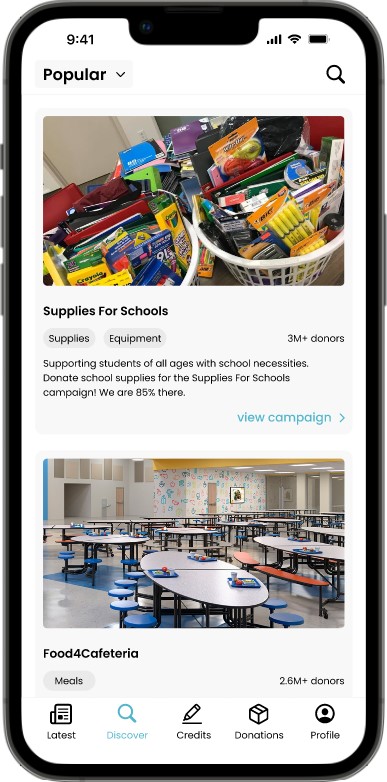 9:41
Popular
Crayola
BIC
Supplies For Schools
Supplies Equipment 3M+ donors
Supporting students of all ages with school necessities.
Donate school supplies for the Supplies For Schools
campaign! We are 85% there.
view campaign
Food4Cafeteria
Meals 2.6M+ donors
Latest Discover Credits Donations Profile